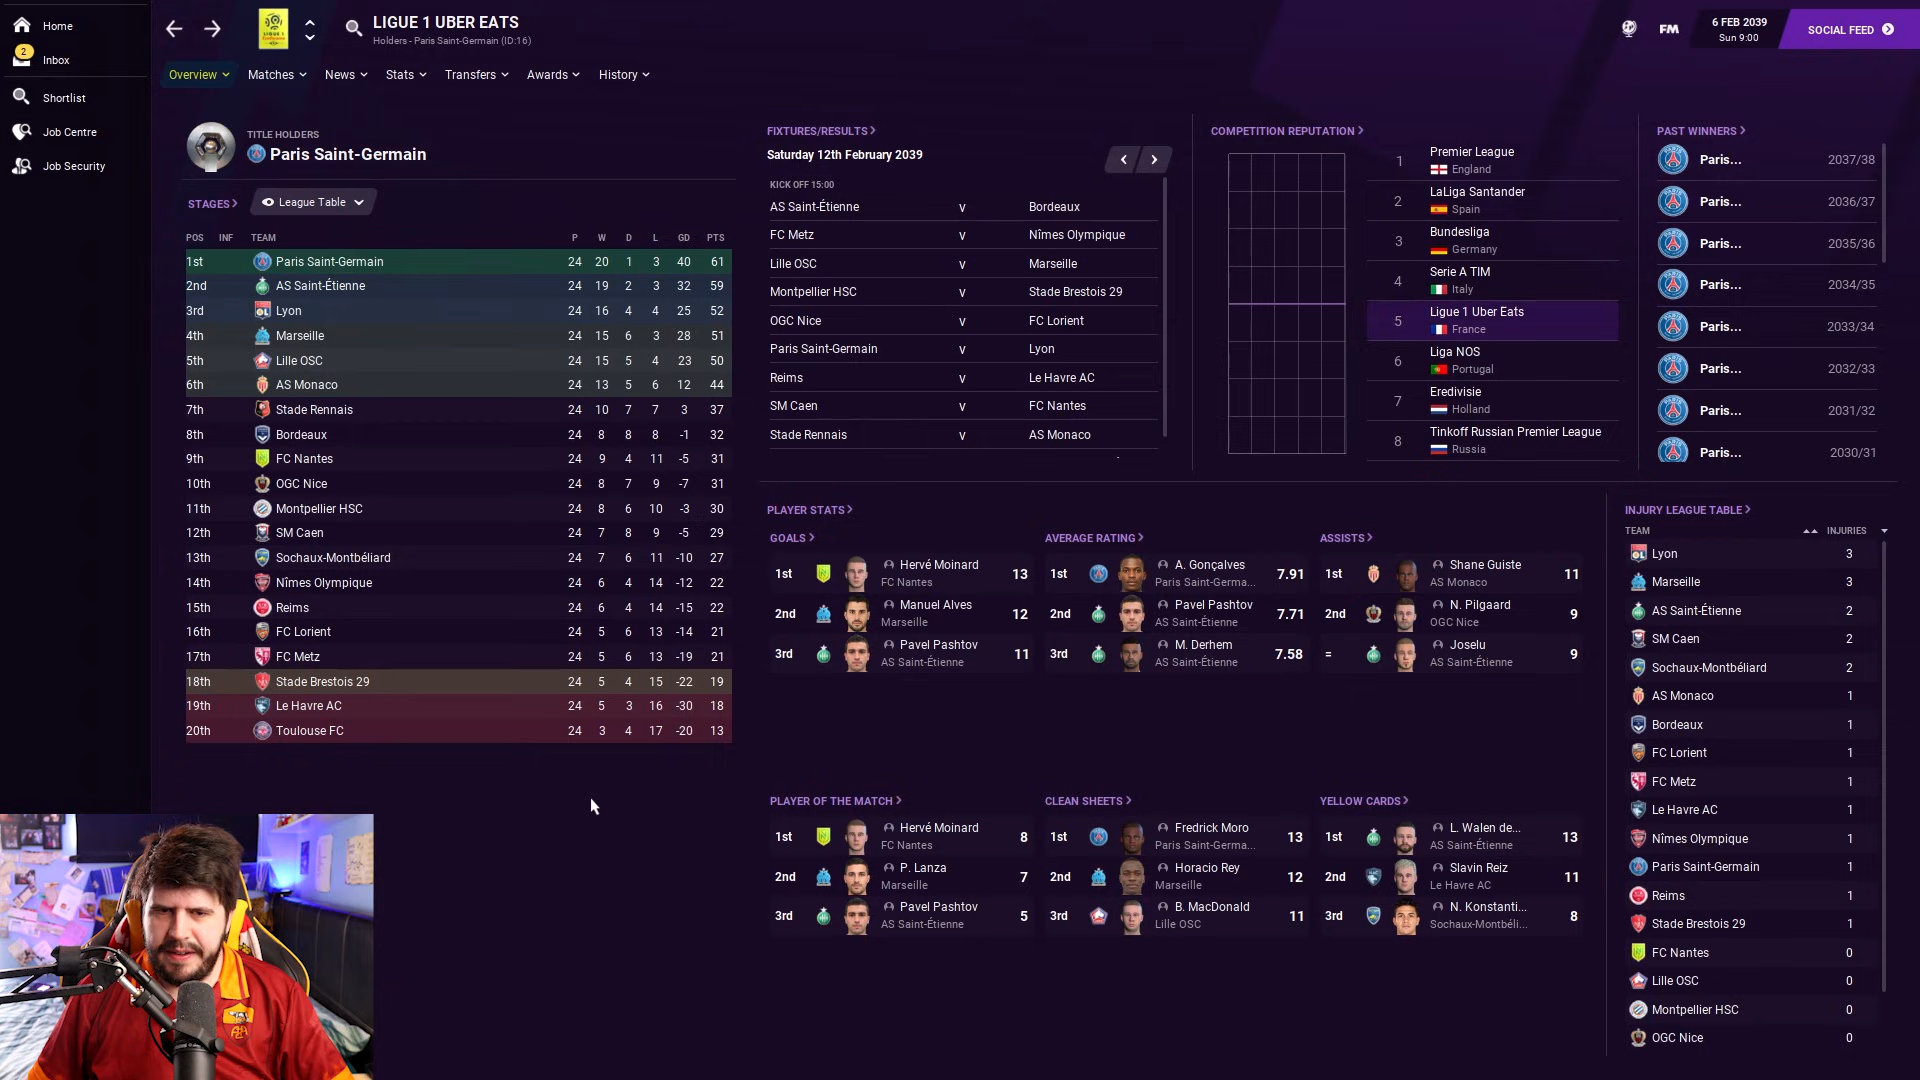 Home
2
Inbox
Shortlist
Job Centre
Job Security
LIGUE 1 UBER EATS
Holders - Paris Saint-Germain (ID:16)
FM
6 FEB 2039
Sun 9:00
SOCIAL FEED
Overview
Matches
News
Stats
Transfers
Awards
History
TITLE HOLDERS
Paris Saint-Germain
STAGES
League Table
POS INF TEAM P W D L GD PTS
1st Paris Saint-Germain 24 20 1 3 40 61
2nd AS Saint-Étienne 24 19 2 3 32 59
3rd Lyon 24 16 4 4 25 52
4th Marseille 24 15 6 3 28 51
5th Lille OSC 24 15 5 4 23 50
6th AS Monaco 24 13 5 6 12 44
7th Stade Rennais 24 10 7 7 3 37
8th Bordeaux 24 8 8 8 -1 32
9th FC Nantes 24 9 4 11 -5 31
10th OGC Nice 24 8 7 9 -7 31
11th Montpellier HSC 24 8 6 10 -3 30
12th SM Caen 24 7 8 9 -5 29
13th Sochaux-Montbéliard 24 7 6 11 -10 27
14th Nîmes Olympique 24 6 4 14 -12 22
15th Reims 24 6 4 14 -15 22
16th FC Lorient 24 5 6 13 -14 21
17th FC Metz 24 5 6 13 -19 21
18th Stade Brestois 29 24 5 4 15 -22 19
19th Le Havre AC 24 5 3 16 -30 18
20th Toulouse FC 24 3 4 17 -20 13
FIXTURES/RESULTS
Saturday 12th February 2039
KICK OFF 15:00
AS Saint-Étienne v Bordeaux
FC Metz v Nîmes Olympique
Lille OSC v Marseille
Montpellier HSC v Stade Brestois 29
OGC Nice v FC Lorient
Paris Saint-Germain v Lyon
Reims v Le Havre AC
SM Caen v FC Nantes
Stade Rennais v AS Monaco
COMPETITION REPUTATION
1 Premier League
England
2 LaLiga Santander
Spain
3 Bundesliga
Germany
4 Serie A TIM
Italy
5 Ligue 1 Uber Eats
France
6 Liga NOS
Portugal
7 Eredivisie
Holland
8 Tinkoff Russian Premier League
Russia
PAST WINNERS
Paris... 2037/38
Paris... 2036/37
Paris... 2035/36
Paris... 2034/35
Paris... 2033/34
Paris... 2032/33
Paris... 2031/32
Paris... 2030/31
PLAYER STATS
GOALS
1st Hervé Moinard 13
FC Nantes
2nd Manuel Alves 12
Marseille
3rd Pavel Pashtov 11
AS Saint-Étienne
AVERAGE RATING
1st A. Gonçalves 7.91
Paris Saint-Germa...
2nd Pavel Pashtov 7.71
AS Saint-Étienne
3rd M. Derhem 7.58
AS Saint-Étienne
ASSISTS
1st Shane Guiste 11
AS Monaco
2nd N. Pilgaard 9
OGC Nice
= Joselu 9
AS Saint-Étienne
PLAYER OF THE MATCH
1st Hervé Moinard 8
FC Nantes
2nd P. Lanza 7
Marseille
3rd Pavel Pashtov 5
AS Saint-Étienne
CLEAN SHEETS
1st Fredrick Moro 13
Paris Saint-Germa...
2nd Horacio Rey 12
Marseille
3rd B. MacDonald 11
Lille OSC
YELLOW CARDS
1st L. Walen de... 13
AS Saint-Étienne
2nd Slavin Reiz 11
Le Havre AC
3rd N. Konstanti... 8
Sochaux-Montbéli...
INJURY LEAGUE TABLE
TEAM INJURIES
Lyon 3
Marseille 3
AS Saint-Étienne 2
SM Caen 2
Sochaux-Montbéliard 2
AS Monaco 1
Bordeaux 1
FC Lorient 1
FC Metz 1
Le Havre AC 1
Nîmes Olympique 1
Paris Saint-Germain 1
Reims 1
Stade Brestois 29 1
FC Nantes 0
Lille OSC 0
Montpellier HSC 0
OGC Nice 0